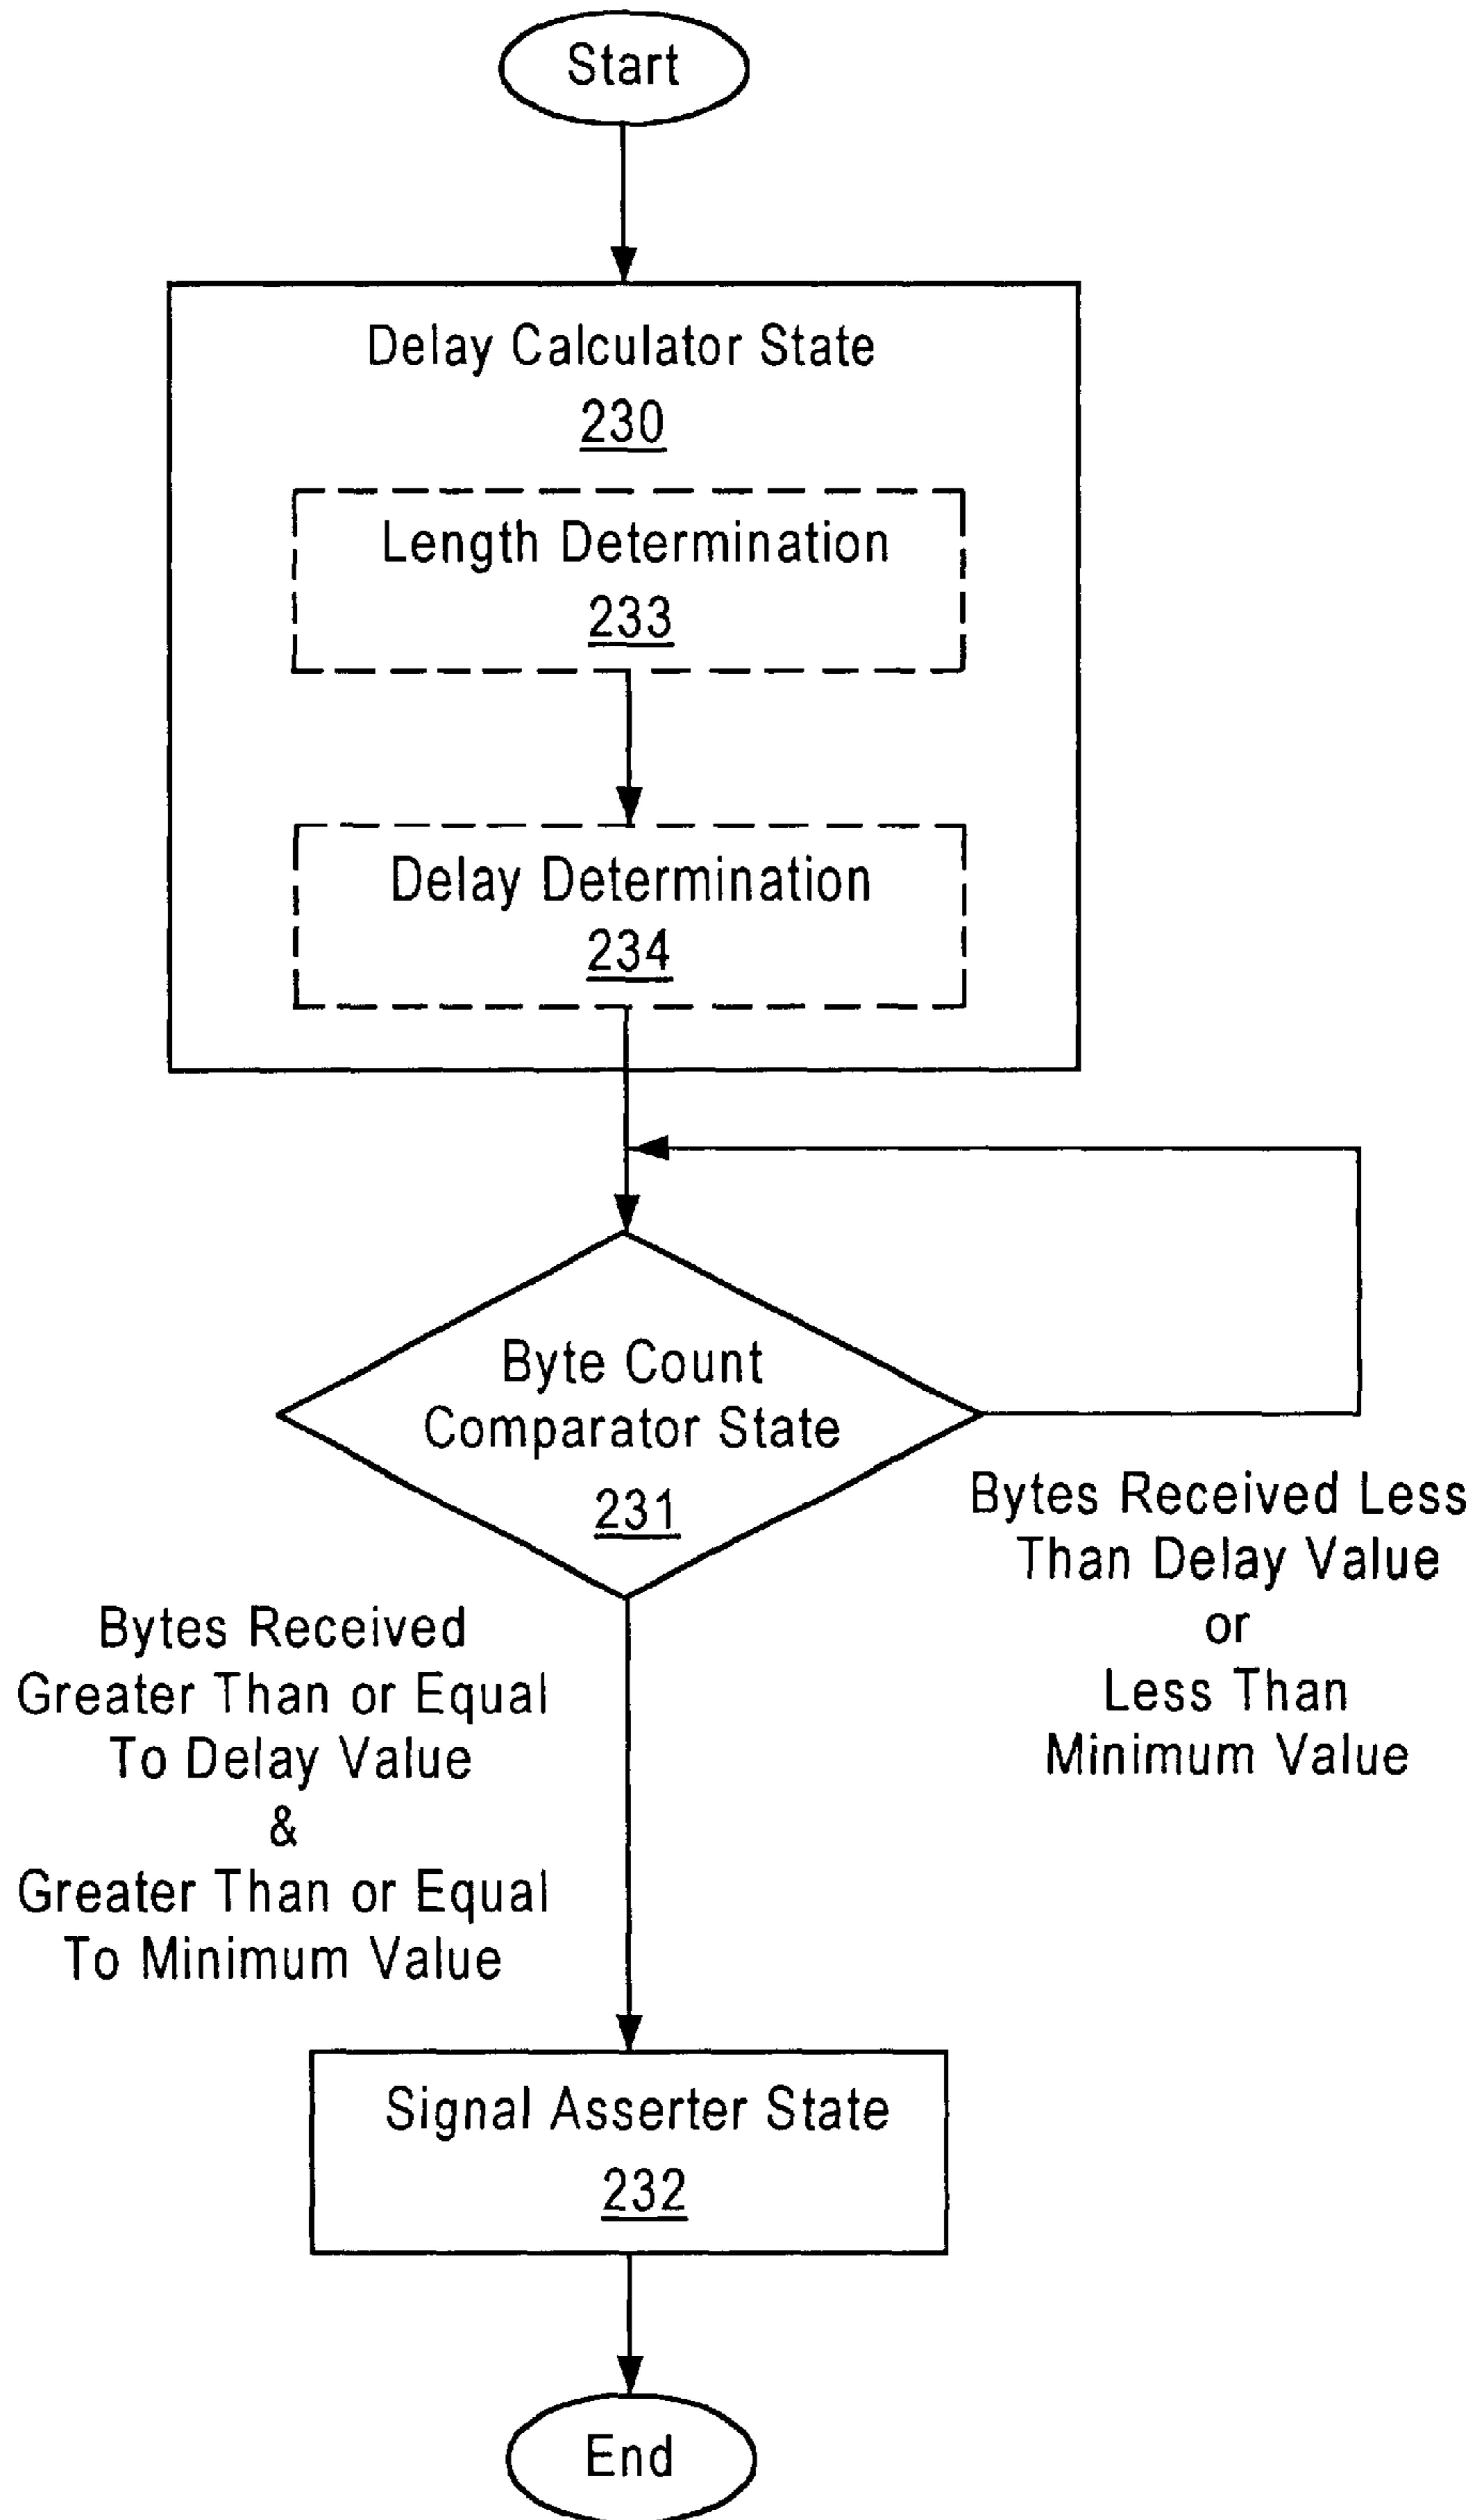 Start
Delay Calculator State
230
Length Determination
233
Delay Determination
234
Byte Count
Comparator State
231
Bytes Received Less
Than Delay Value
or
Less Than
Minimum Value
Bytes Received
Greater Than or Equal
To Delay Value
&
Greater Than or Equal
To Minimum Value
Signal Asserter State
232
End